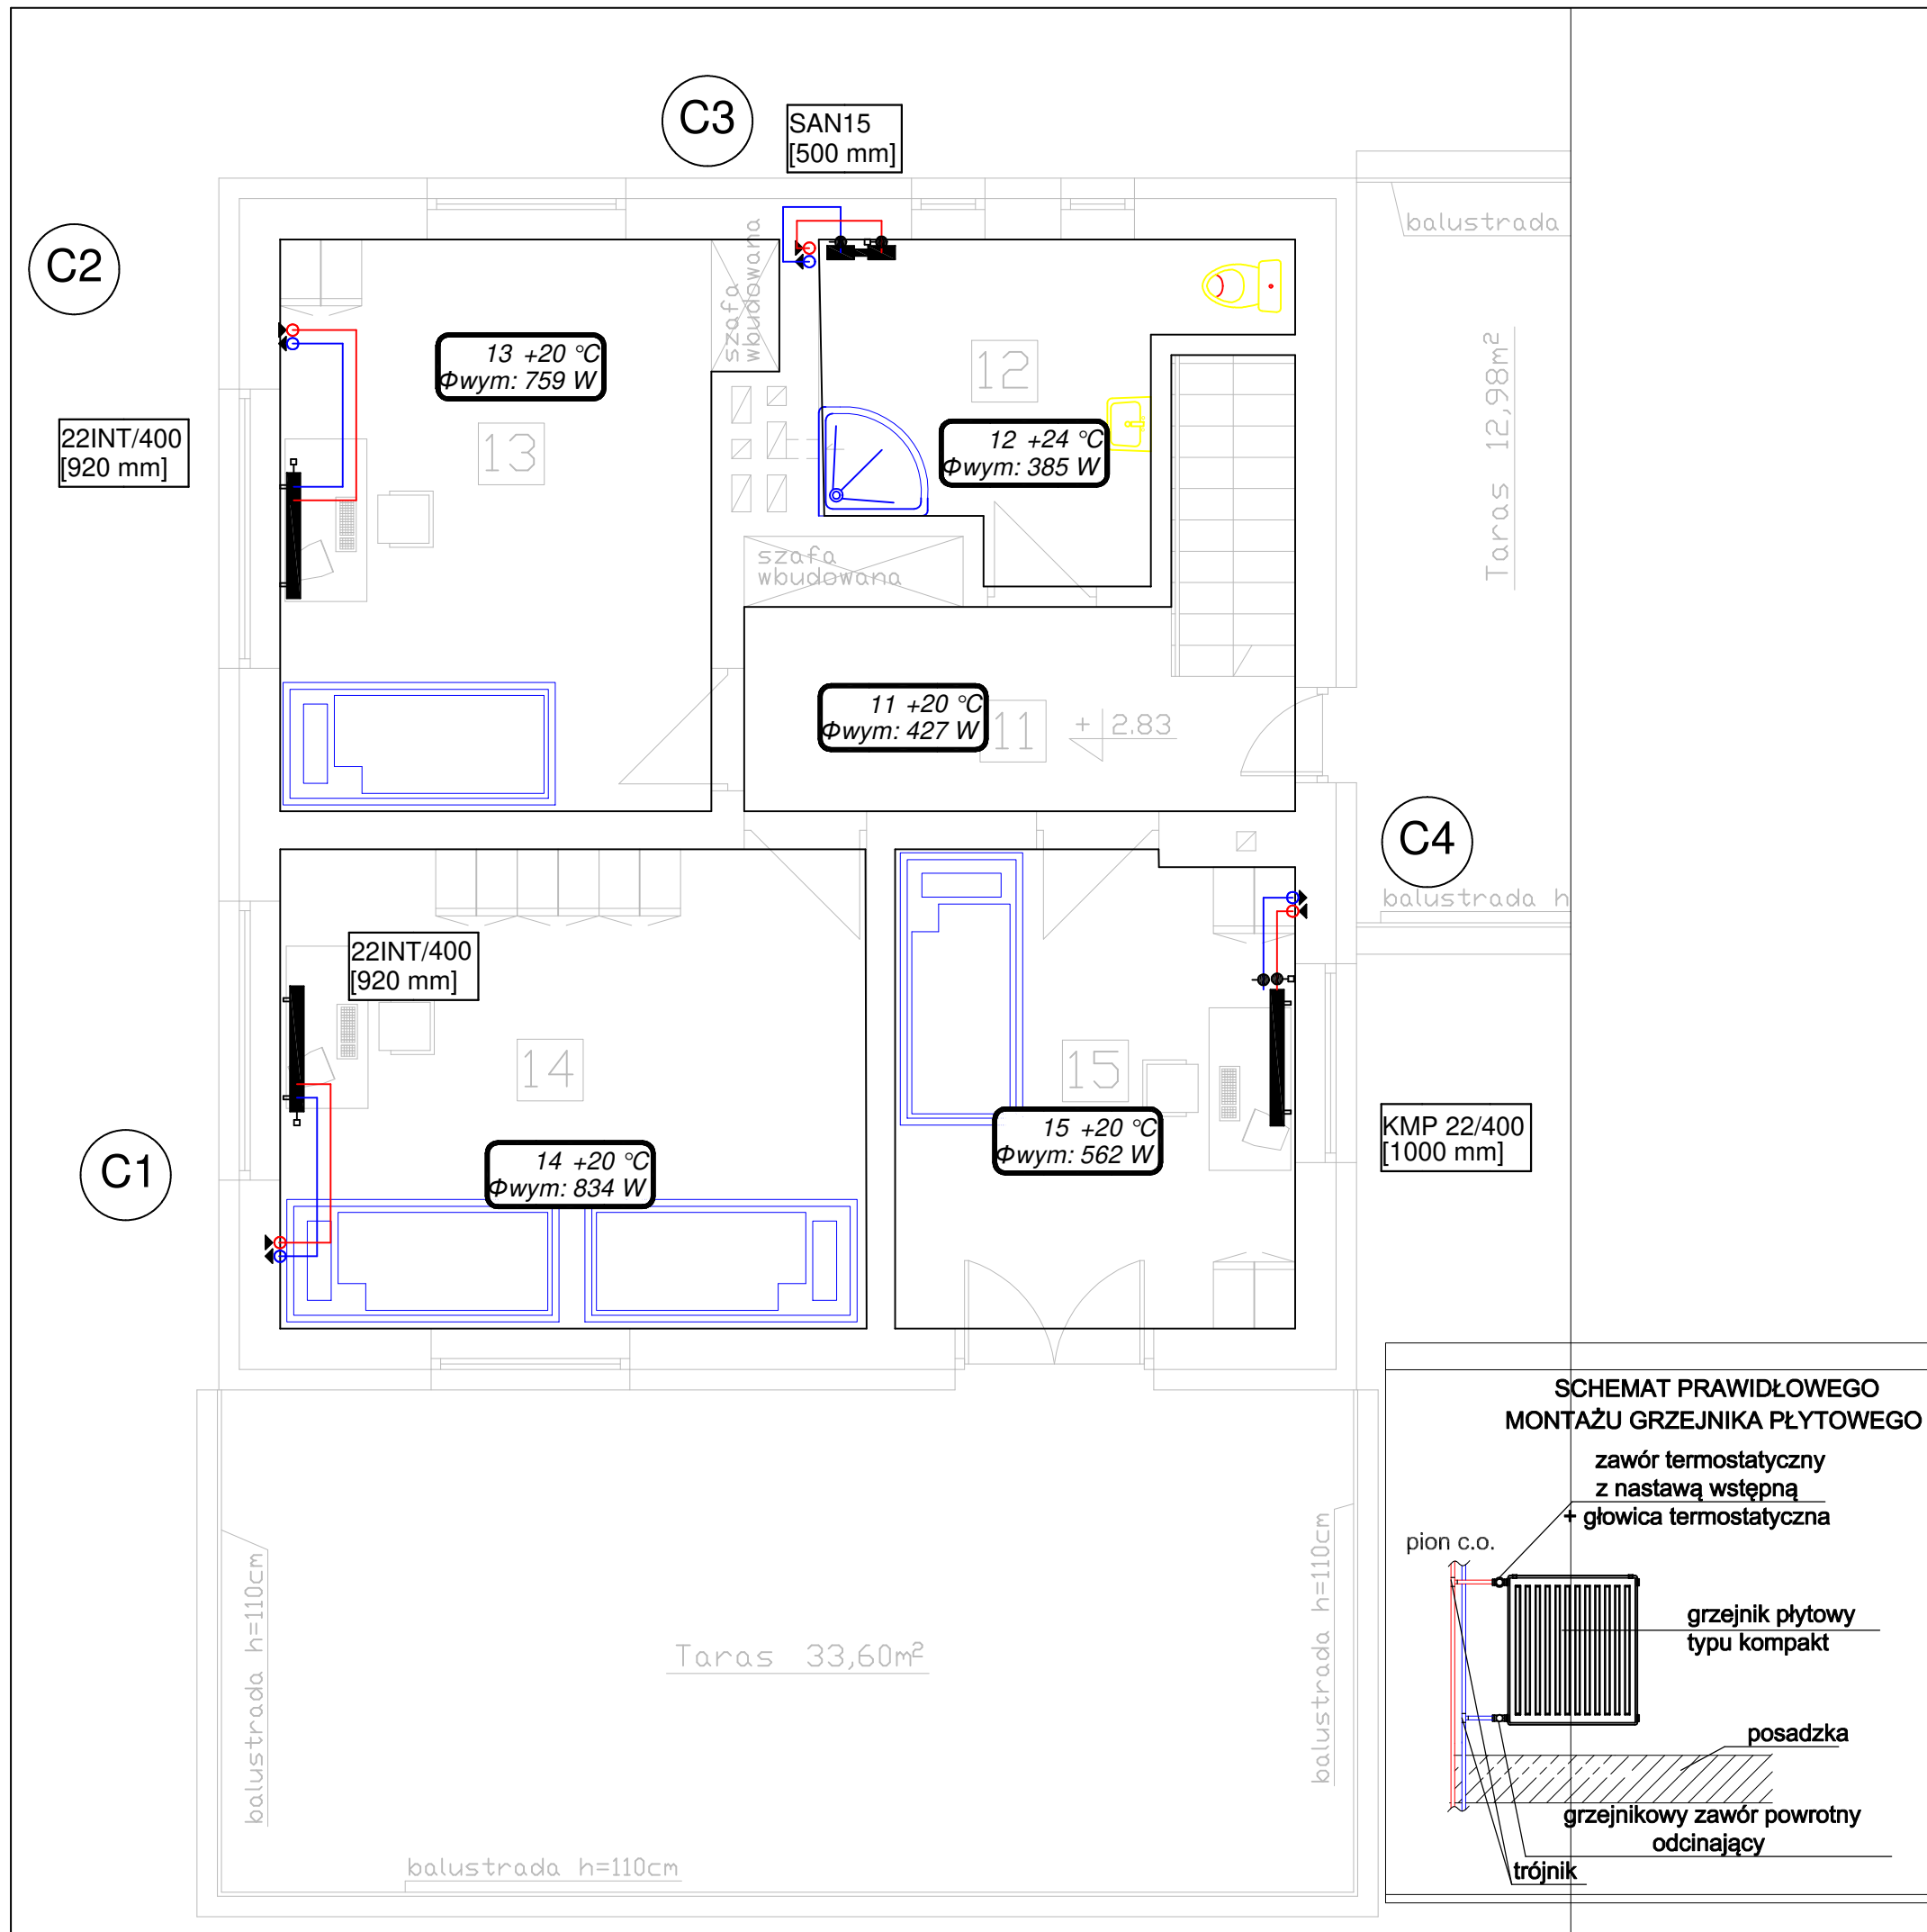 C3
SAN15
[500 mm]
C2
szafa
wbudowana
balustrada
13 +20 °C
Φwym: 759 W
13
12
12 +24 °C
Φwym: 385 W
Taras 12,98m²
22INT/400
[920 mm]
szafa
wbudowana
11 +20 °C
Φwym: 427 W
11
+ 2.83
C4
balustrada h
22INT/400
[920 mm]
14
15
14 +20 °C
Φwym: 834 W
15 +20 °C
Φwym: 562 W
KMP 22/400
[1000 mm]
C1
SCHEMAT PRAWIDŁOWEGO
MONTAŻU GRZEJNIKA PŁYTOWEGO
zawór termostatyczny
z nastawą wstępną
+ głowica termostatyczna
pion c.o.
grzejnik płytowy
typu kompakt
posadzka
grzejnikowy zawór powrotny
odcinający
trójnik
balustrada h=110cm
Taras 33,60m²
balustrada h=110cm
balustrada h=110cm